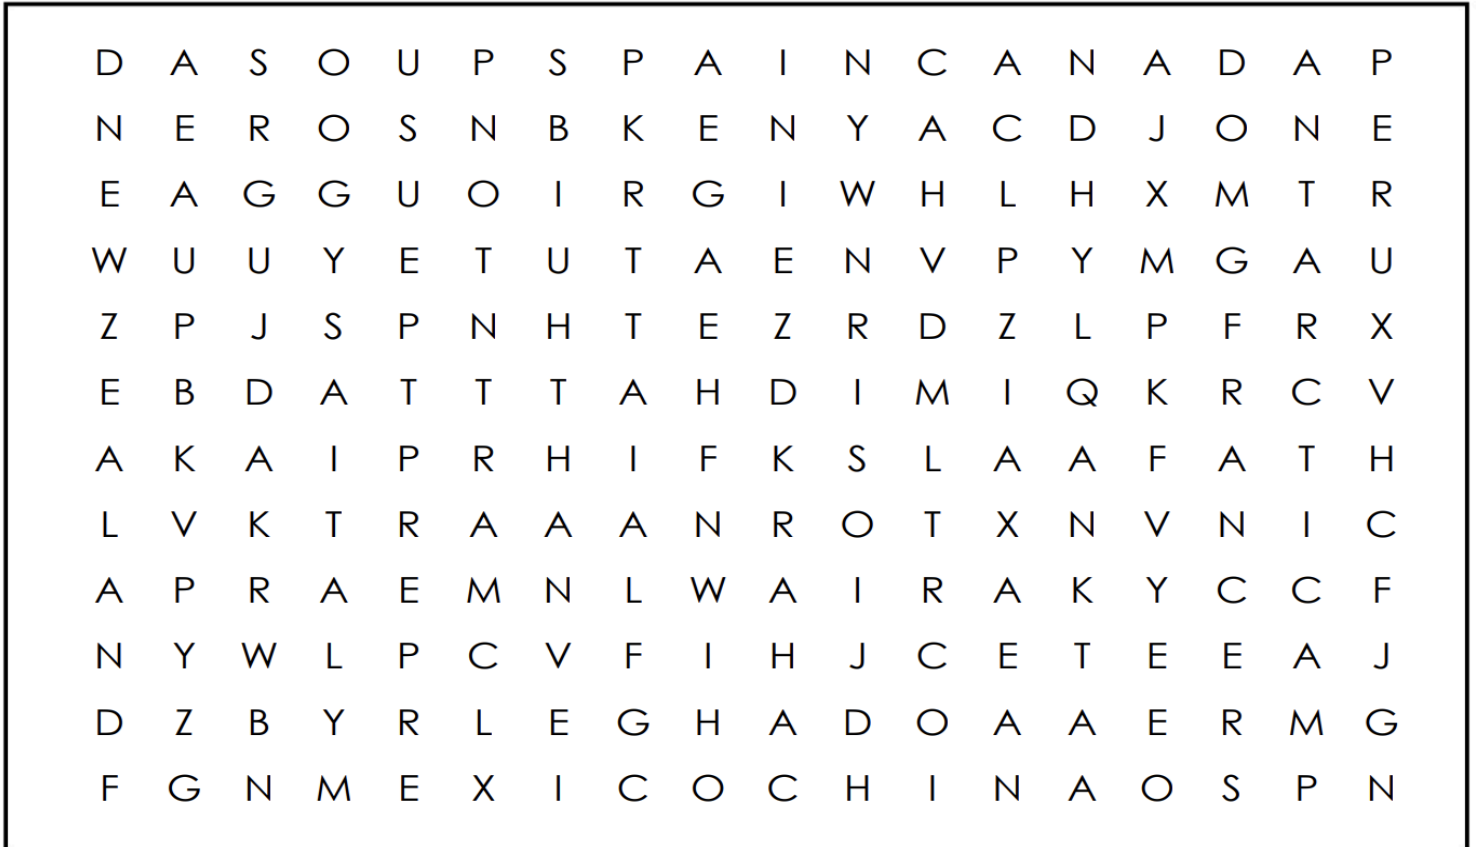 D A S O U P S P A I N C A N A D A P
N E R O S N B K E N Y A C D J O N E
E A G G U O I R G I W H L H X M T R
W U U Y E T U T A E N V P Y M G A U
Z P J S P N H T E Z R D Z L P F R X
E B D A T T T A H D I M I Q K R C V
A K A I P R H I F K S L A A F A T H
L V K T R A A A N R O T X N V N I C
A P R A E M N L W A I R A K Y C C F
N Y W L P C V F I H J C E T E E A J
D Z B Y R L E G H A D O A A E R M G
F G N M E X I C O C H I N A O S P N